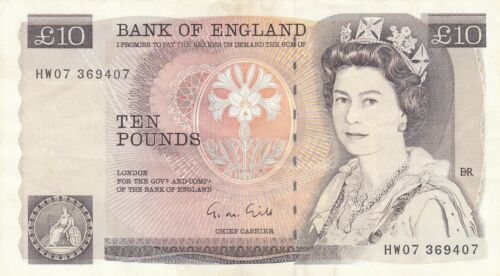 £10
BANK OF ENGLAND
£10
I PROMISE TO PAY THE BEARER ON DEMAND THE SUM OF
HW07 369407
TEN
POUNDS
LONDON
FOR THE GOVR AND COMPA
OF THE BANK OF ENGLAND
E·R
G M Gill
CHIEF CASHIER
HW07 369407